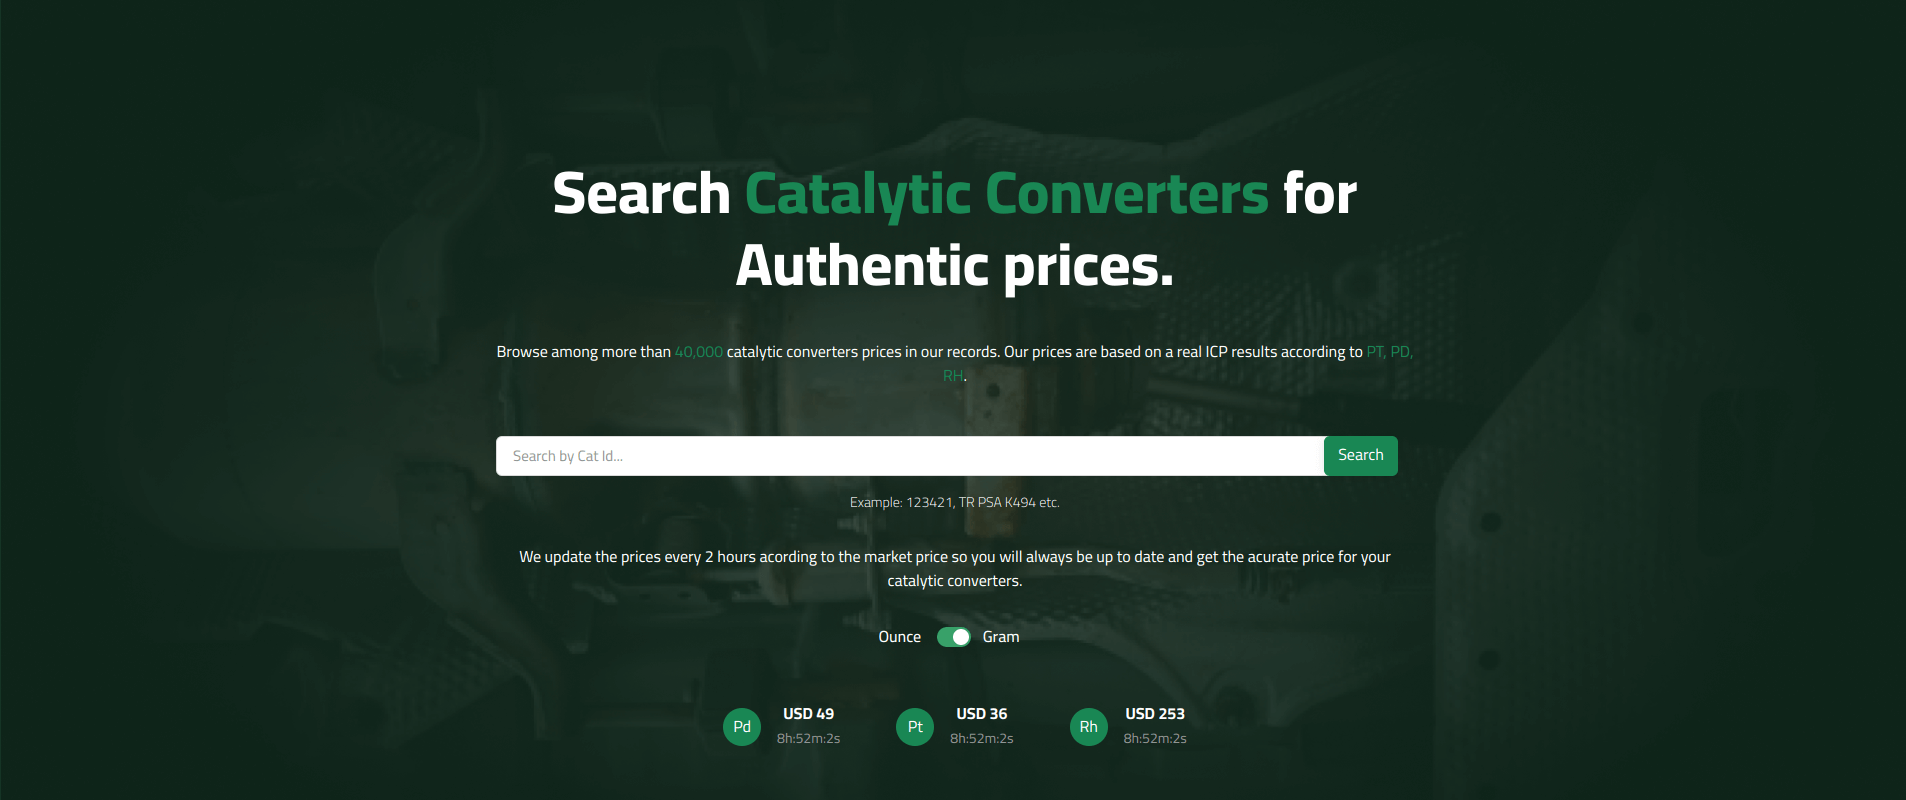 Search Catalytic Converters for
Authentic prices.
Browse among more than 40,000 catalytic converters prices in our records. Our prices are based on a real ICP results according to PT, PD,
RH.
Search by Cat Id...
Search
Example: 123421, TR PSA K494 etc.
We update the prices every 2 hours acording to the market price so you will always be up to date and get the acurate price for your
catalytic converters.
Ounce Gram
Pd USD 49 Pt USD 36 Rh USD 253
8h:52m:2s 8h:52m:2s 8h:52m:2s